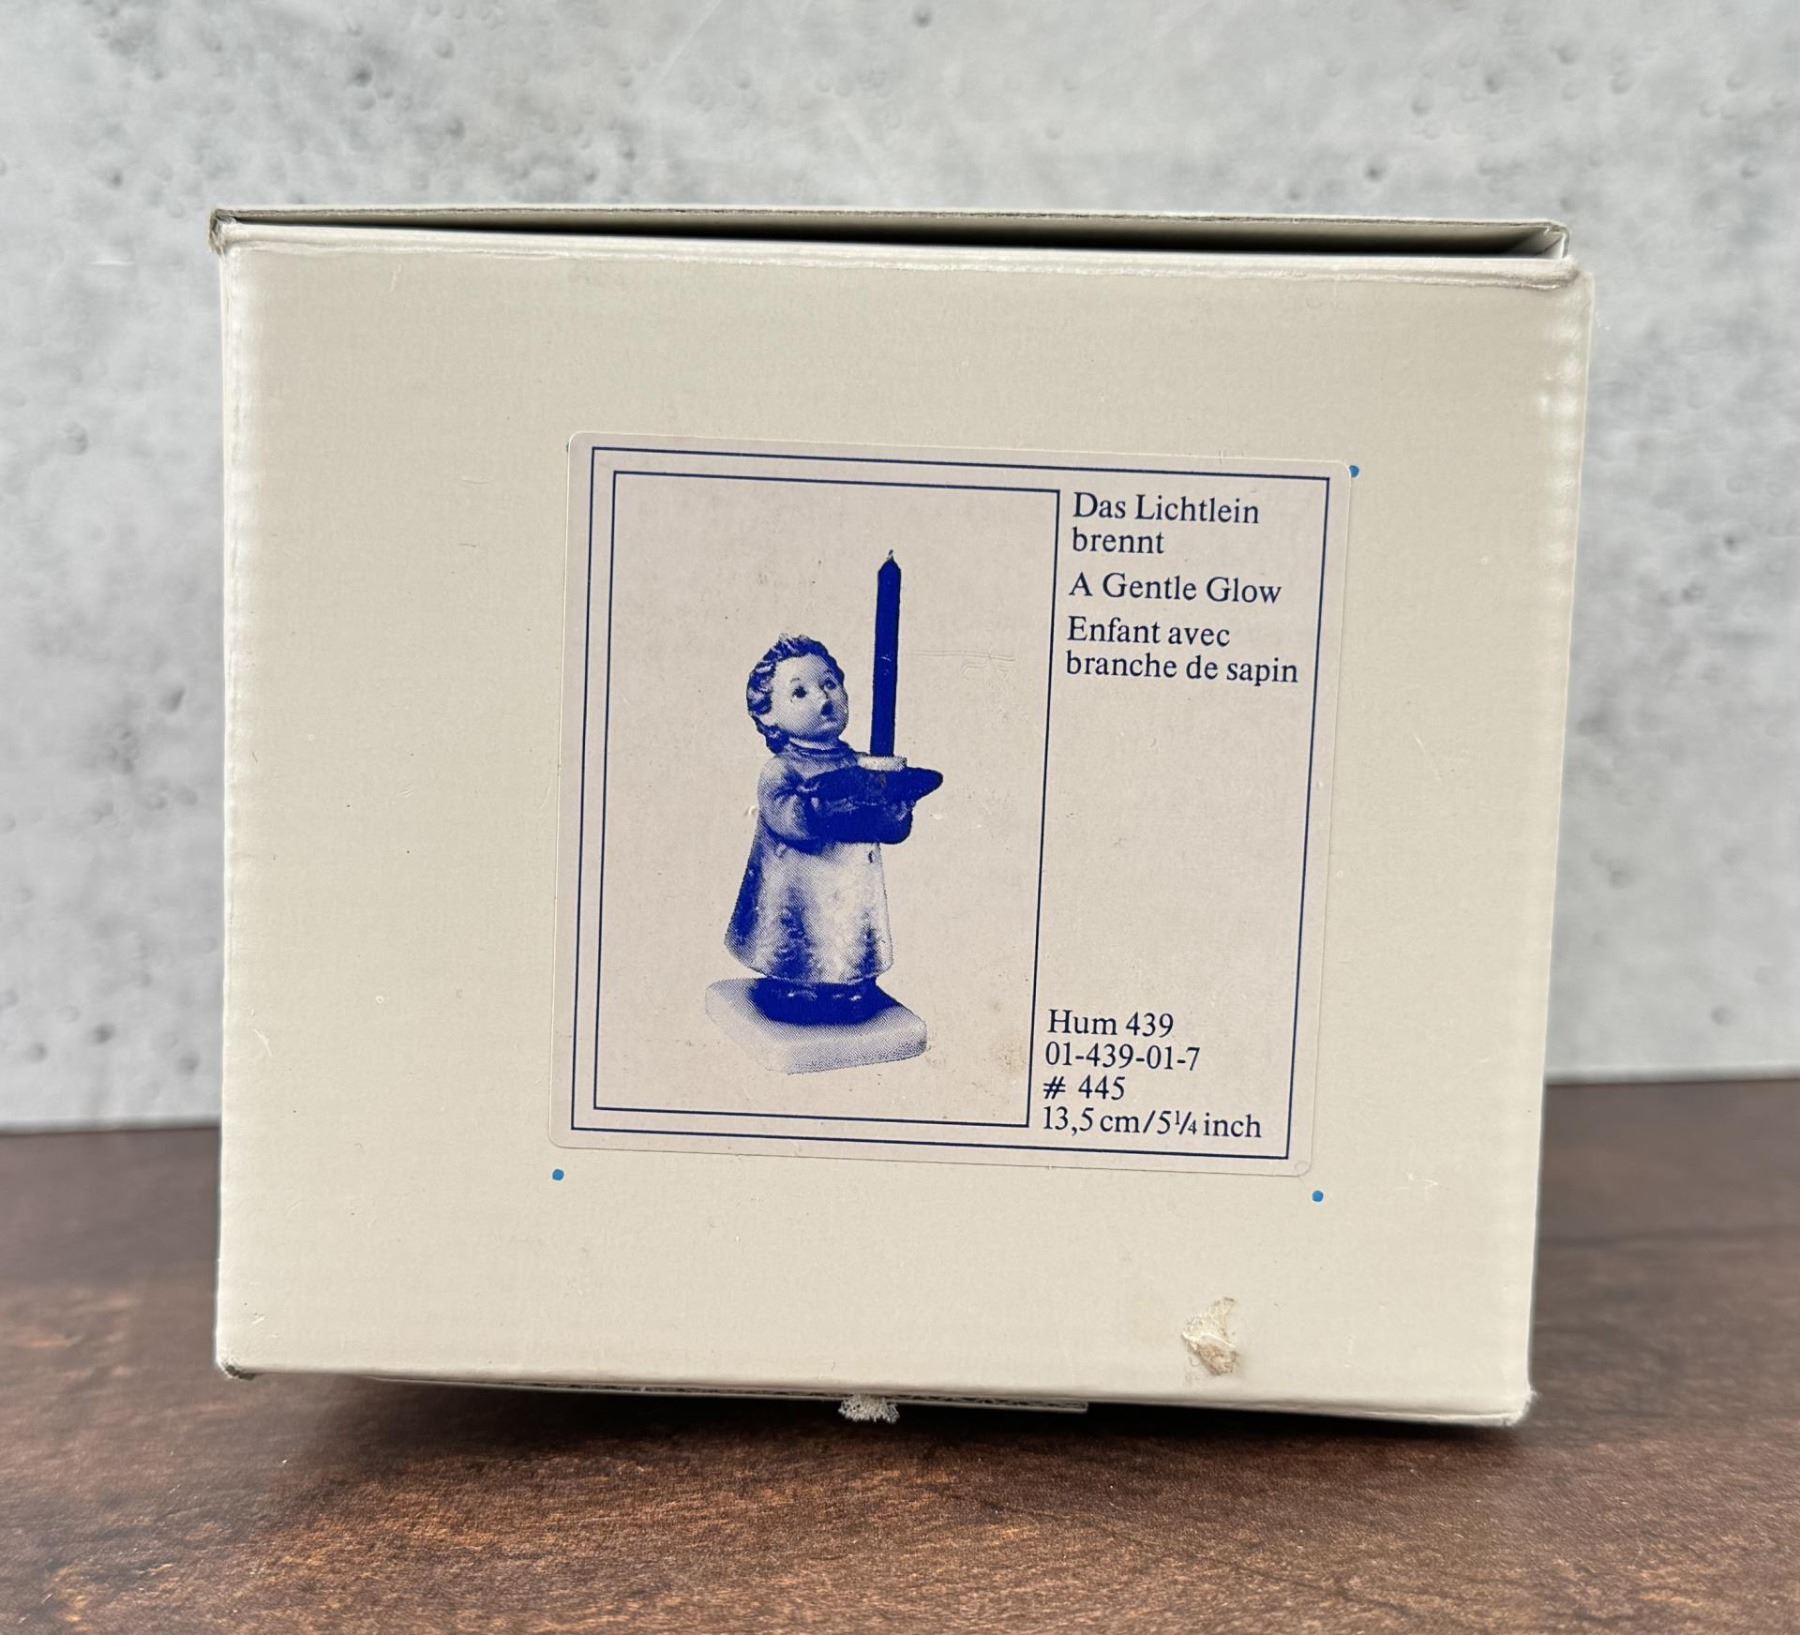 Das Lichtlein
brennt
A Gentle Glow
Enfant avec
branche de sapin
Hum 439
01-439-01-7
# 445
13,5 cm/5¼ inch